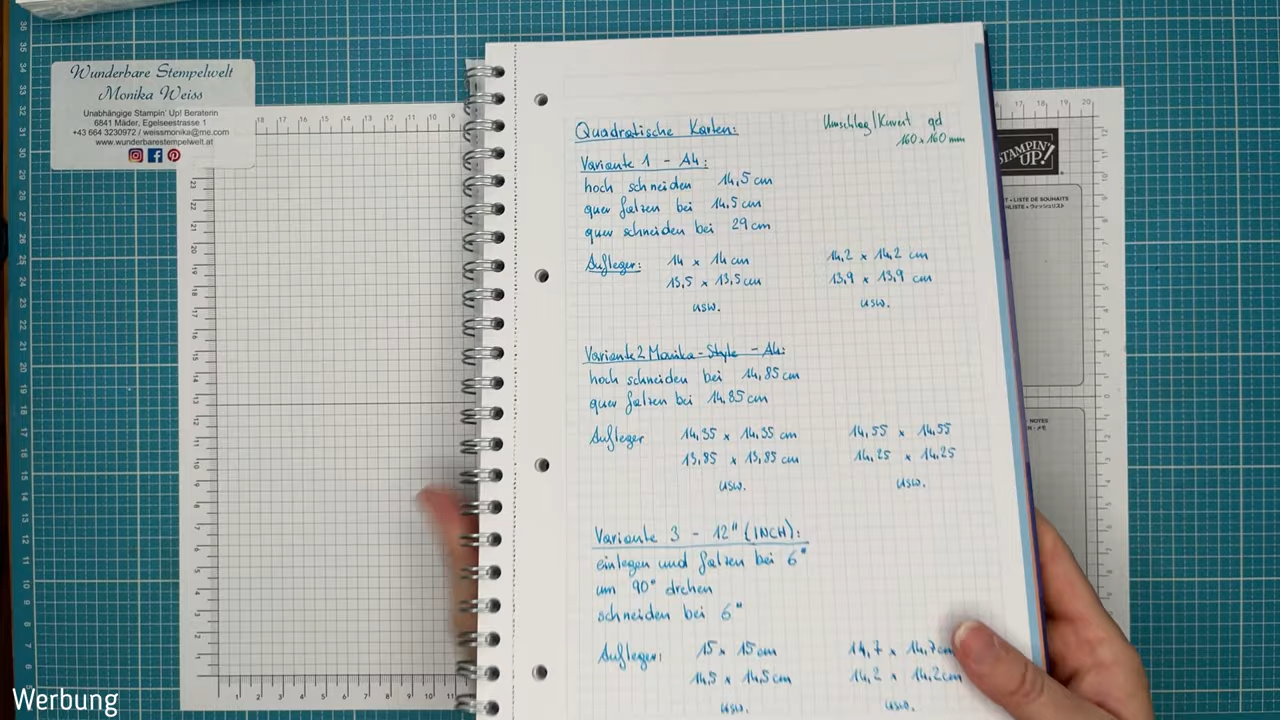 Wunderbare Stempelwelt
Monika Weiss
Unabhängige Stampin' Up! Beraterin
6841 Mäder, Egelseestrasse 1
+43 664 3230972 / weissmonika@me.com
www.wunderbarestempelwelt.at
Quadratische Karten:
Umschlag/Kuvert qd
160 x 160 mm
Variante 1 - A4:
hoch schneiden 14,5 cm
quer falzen bei 14,5 cm
quer schneiden bei 29 cm
Aufleger: 14 x 14 cm 14,2 x 14,2 cm
13,5 x 13,5 cm 13,9 x 13,9 cm
usw. usw.
Variante 2 Monika-Style - A4:
hoch schneiden bei 14,85 cm
quer falzen bei 14,85 cm
Aufleger 14,35 x 14,35 cm 14,55 x 14,55
13,85 x 13,85 cm 14,25 x 14,25
usw. usw.
Variante 3 - 12" (INCH):
einlegen und falzen bei 6"
um 90° drehen
schneiden bei 6"
Aufleger: 15 x 15 cm 14,7 x 14,7 cm
14,5 x 14,5 cm 14,2 x 14,2 cm
usw. usw.
STAMPIN' UP!
LISTE DE SOUHAITS
NOTES
Werbung